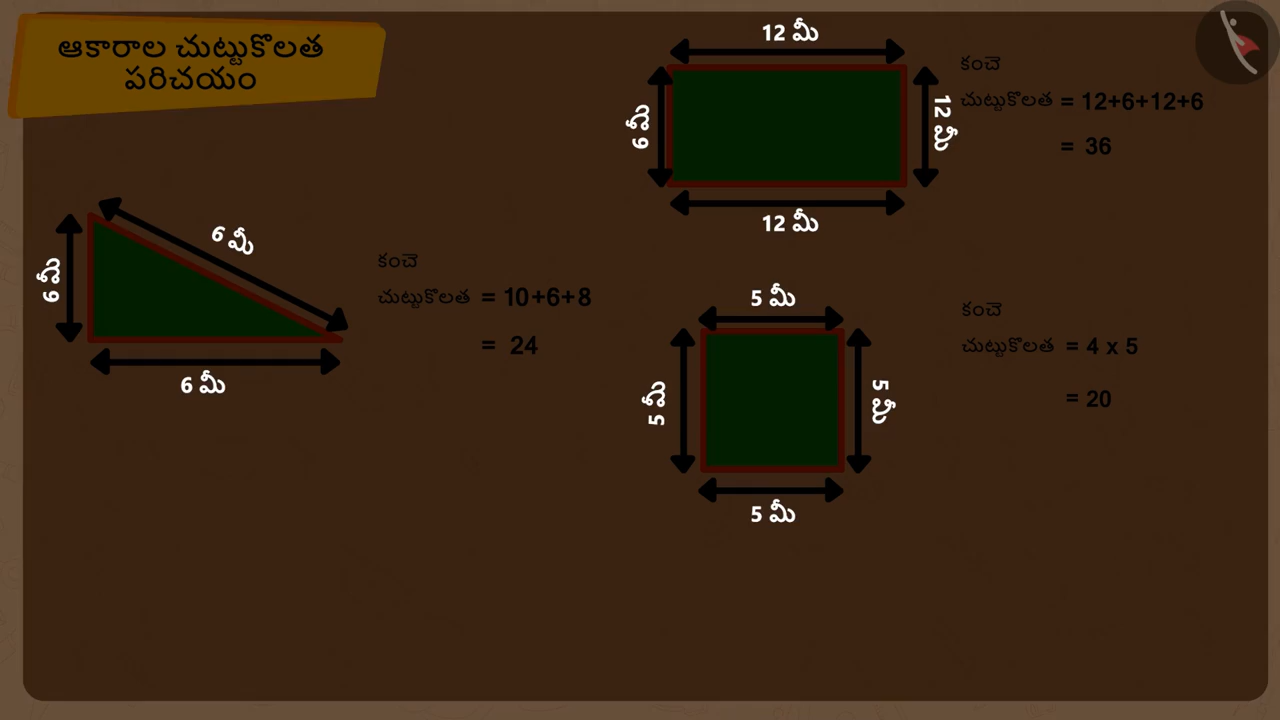 ఆకారాల చుట్టుకొలత
పరిచయం
12 మీ
6 మీ
12 మీ
12 మీ
కంచె
చుట్టుకొలత = 12+6+12+6
= 36
6 మీ
6 మీ
6 మీ
కంచె
చుట్టుకొలత = 10+6+8
= 24
5 మీ
5 మీ
5 మీ
5 మీ
కంచె
చుట్టుకొలత = 4 x 5
= 20